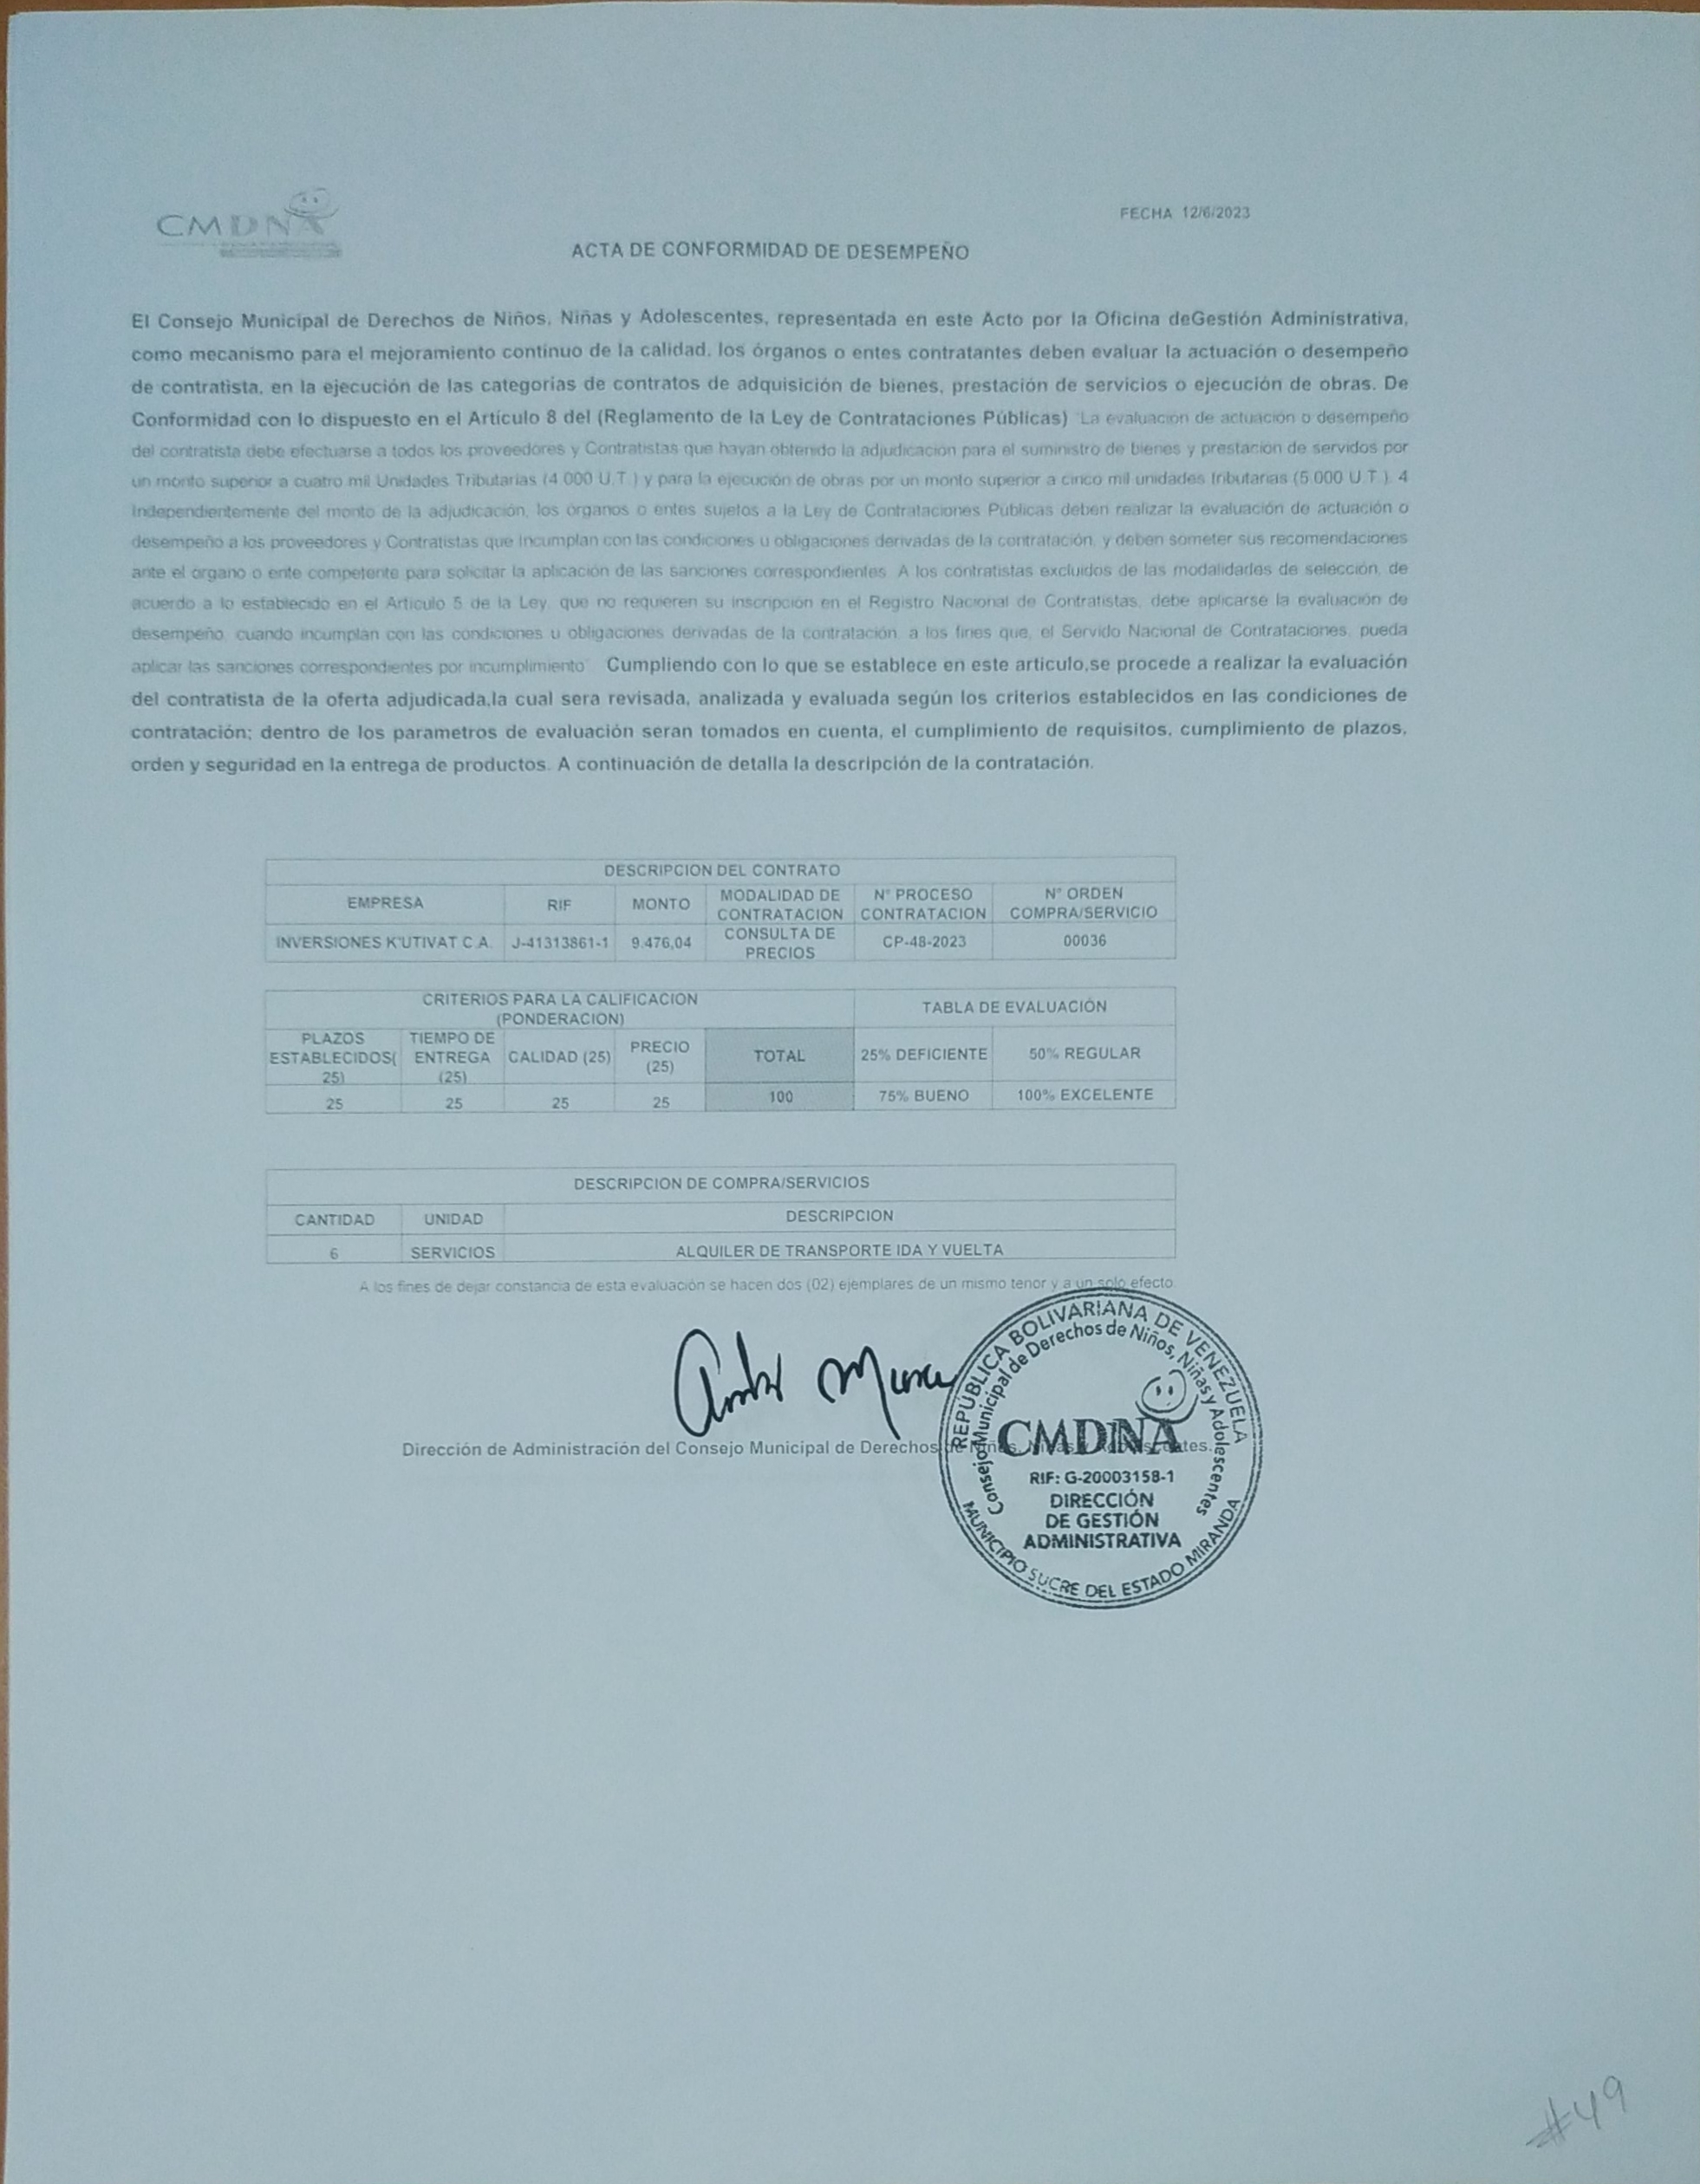 CMDNA
FECHA 12/6/2023
ACTA DE CONFORMIDAD DE DESEMPEÑO
El Consejo Municipal de Derechos de Niños, Niñas y Adolescentes, representada en este Acto por la Oficina deGestión Administrativa,
como mecanismo para el mejoramiento continuo de la calidad, los órganos o entes contratantes deben evaluar la actuación o desempeño
de contratista, en la ejecución de las categorías de contratos de adquisición de bienes, prestación de servicios o ejecución de obras. De
Conformidad con lo dispuesto en el Artículo 8 del (Reglamento de la Ley de Contrataciones Públicas) "La evaluación de actuación o desempeño
del contratista debe efectuarse a todos los proveedores y Contratistas que hayan obtenido la adjudicación para el suministro de bienes y prestación de servidos por
un monto superior a cuatro mil Unidades Tributarias (4.000 U.T.) y para la ejecución de obras por un monto superior a cinco mil unidades tributarias (5.000 U.T.). 4
Independientemente del monto de la adjudicación, los órganos o entes sujetos a la Ley de Contrataciones Públicas deben realizar la evaluación de actuación o
desempeño a los proveedores y Contratistas que Incumplan con las condiciones u obligaciones derivadas de la contratación, y deben someter sus recomendaciones
ante el órgano o ente competente para solicitar la aplicación de las sanciones correspondientes. A los contratistas excluidos de las modalidades de selección, de
acuerdo a lo establecido en el Artículo 5 de la Ley, que no requieren su inscripción en el Registro Nacional de Contratistas, debe aplicarse la evaluación de
desempeño, cuando incumplan con las condiciones u obligaciones derivadas de la contratación, a los fines que, el Servido Nacional de Contrataciones, pueda
aplicar las sanciones correspondientes por incumplimiento". Cumpliendo con lo que se establece en este articulo,se procede a realizar la evaluación
del contratista de la oferta adjudicada,la cual sera revisada, analizada y evaluada según los criterios establecidos en las condiciones de
contratación; dentro de los parametros de evaluación seran tomados en cuenta, el cumplimiento de requisitos, cumplimiento de plazos,
orden y seguridad en la entrega de productos. A continuación de detalla la descripción de la contratación.
DESCRIPCION DEL CONTRATO
EMPRESA RIF MONTO MODALIDAD DE CONTRATACION N° PROCESO CONTRATACION N° ORDEN COMPRA/SERVICIO
INVERSIONES K'UTIVAT C.A. J-41313861-1 9.476,04 CONSULTA DE PRECIOS CP-48-2023 00036
CRITERIOS PARA LA CALIFICACION (PONDERACION) TABLA DE EVALUACIÓN
PLAZOS ESTABLECIDOS( 25) TIEMPO DE ENTREGA (25) CALIDAD (25) PRECIO (25) TOTAL 25% DEFICIENTE 50% REGULAR
25 25 25 25 100 75% BUENO 100% EXCELENTE
DESCRIPCION DE COMPRA/SERVICIOS
CANTIDAD UNIDAD DESCRIPCION
6 SERVICIOS ALQUILER DE TRANSPORTE IDA Y VUELTA
A los fines de dejar constancia de esta evaluación se hacen dos (02) ejemplares de un mismo tenor y a un solo efecto
Dirección de Administración del Consejo Municipal de Derechos de Niños, Niñas y Adolescentes.
REPÚBLICA BOLIVARIANA DE VENEZUELA
Consejo Municipal de Derechos de Niños, Niñas y Adolescentes
CMDNA
RIF: G-20003158-1
DIRECCIÓN
DE GESTIÓN
ADMINISTRATIVA
MUNICIPIO SUCRE DEL ESTADO MIRANDA
#49